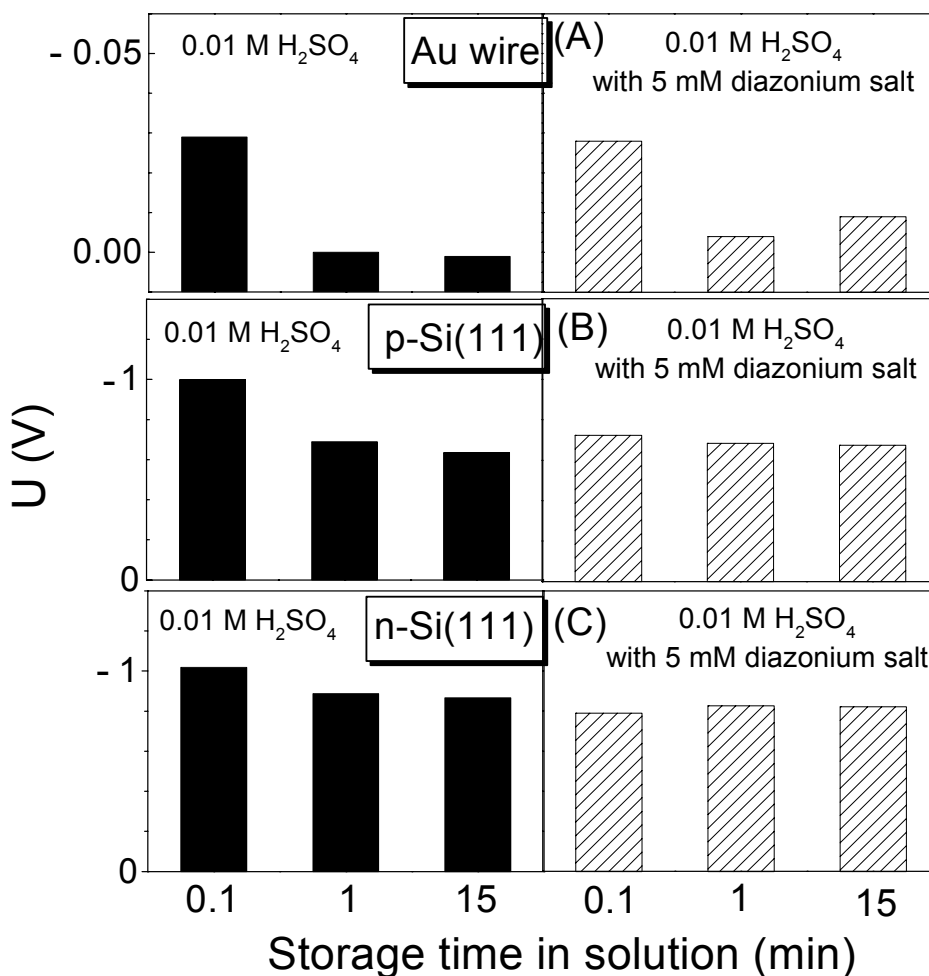 0.01 M H₂SO₄
Au wire
(A)
0.01 M H₂SO₄
with 5 mM diazonium salt
- 0.05
0.00
0.01 M H₂SO₄
p-Si(111)
(B)
0.01 M H₂SO₄
with 5 mM diazonium salt
- 1
0
U (V)
0.01 M H₂SO₄
n-Si(111)
(C)
0.01 M H₂SO₄
with 5 mM diazonium salt
- 1
0
0.1 1 15 0.1 1 15
Storage time in solution (min)